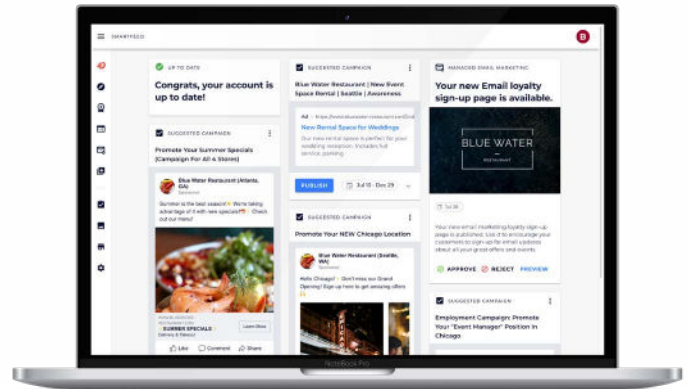 SMARTFEED
B
UP TO DATE
Congrats, your account is
up to date!
SUGGESTED CAMPAIGN
Promote Your Summer Specials
(Campaign For All 4 Stores)
Blue Water Restaurant (Atlanta,
GA)
Sponsored
Summer is the best season! We're taking
advantage of it with new specials! Check
out our menu!
SUMMER SPECIALS
Delivery & Takeout
Learn More
Like Comment Share
SUGGESTED CAMPAIGN
Blue Water Restaurant | New Event
Space Rental | Seattle | Awareness
Ad
New Rental Space for Weddings
Our new rental space is perfect for your
wedding reception. Includes full
service, parking
PUBLISH
Jul 13 - Dec 29
SUGGESTED CAMPAIGN
Promote Your NEW Chicago Location
Blue Water Restaurant (Seattle,
WA)
Sponsored
Hello Chicago! Don't miss our Grand
Opening! Sign up here to get amazing offers
MANAGED EMAIL MARKETING
Your new Email loyalty
sign-up page is available.
BLUE WATER
RESTAURANT
Jul 28
Your new email marketing loyalty sign-up
page is published. Use it to encourage your
customers to sign-up for email updates
about all your great offers and events.
APPROVE REJECT PREVIEW
SUGGESTED CAMPAIGN
Employment Campaign: Promote
Your "Event Manager" Position in
Chicago
NoteBook Pro